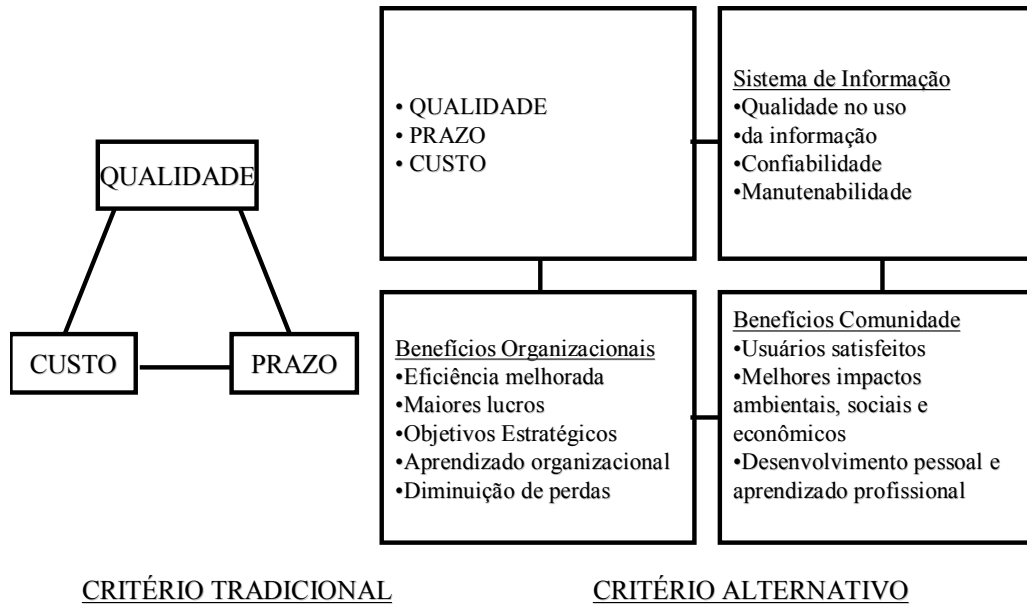 QUALIDADE
CUSTO
PRAZO
• QUALIDADE
• PRAZO
• CUSTO
Sistema de Informação
•Qualidade no uso
•da informação
•Confiabilidade
•Manutenabilidade
Benefícios Organizacionais
•Eficiência melhorada
•Maiores lucros
•Objetivos Estratégicos
•Aprendizado organizacional
•Diminuição de perdas
Benefícios Comunidade
•Usuários satisfeitos
•Melhores impactos
ambientais, sociais e
econômicos
•Desenvolvimento pessoal e
aprendizado profissional
CRITÉRIO TRADICIONAL
CRITÉRIO ALTERNATIVO